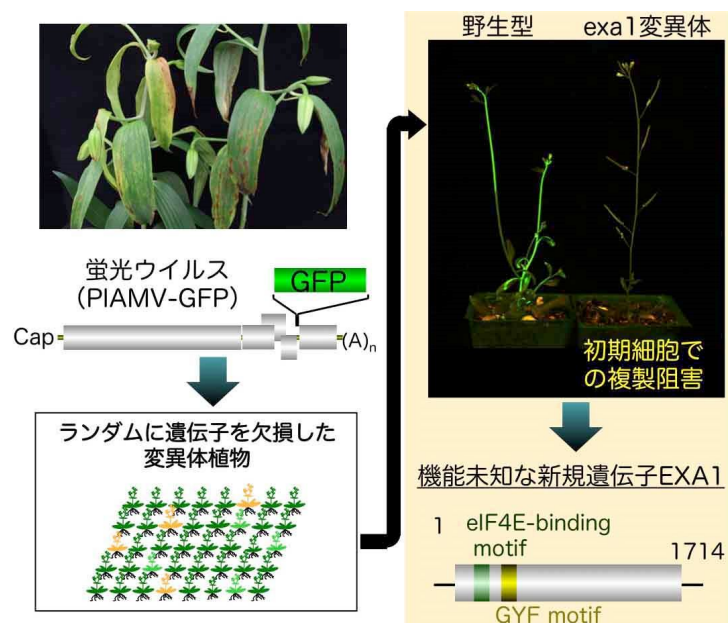 蛍光ウイルス
（PlAMV-GFP）
GFP
Cap
(A)n
ランダムに遺伝子を欠損した
変異体植物
野生型
exa1変異体
初期細胞で
の複製阻害
機能未知な新規遺伝子EXA1
1
eIF4E-binding
motif
1714
GYF motif